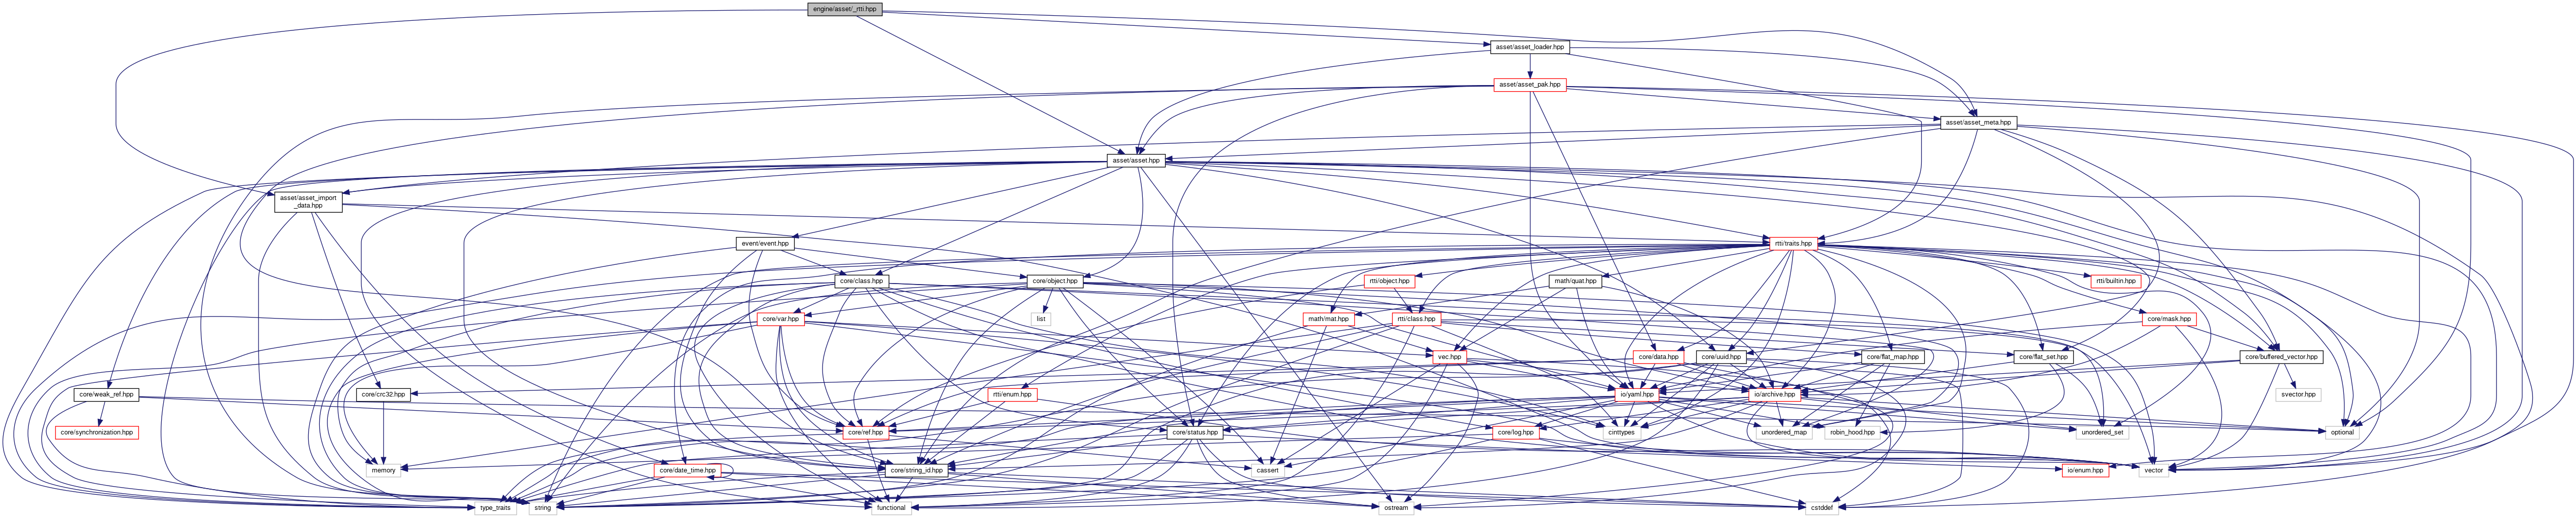 engine/asset/_rtti.hpp
asset/asset_loader.hpp
asset/asset_pak.hpp
asset/asset_meta.hpp
asset/asset.hpp
asset/asset_import
_data.hpp
event/event.hpp
rtti/traits.hpp
core/class.hpp
core/object.hpp
rtti/object.hpp
math/quat.hpp
rtti/builtin.hpp
core/var.hpp
list
math/mat.hpp
rtti/class.hpp
core/mask.hpp
vec.hpp
core/data.hpp
core/uuid.hpp
core/flat_map.hpp
core/flat_set.hpp
core/buffered_vector.hpp
core/weak_ref.hpp
core/crc32.hpp
rtti/enum.hpp
io/yaml.hpp
io/archive.hpp
svector.hpp
core/synchronization.hpp
core/ref.hpp
core/status.hpp
core/log.hpp
cinttypes
unordered_map
robin_hood.hpp
unordered_set
optional
memory
core/date_time.hpp
core/string_id.hpp
cassert
io/enum.hpp
vector
type_traits
string
functional
ostream
cstddef